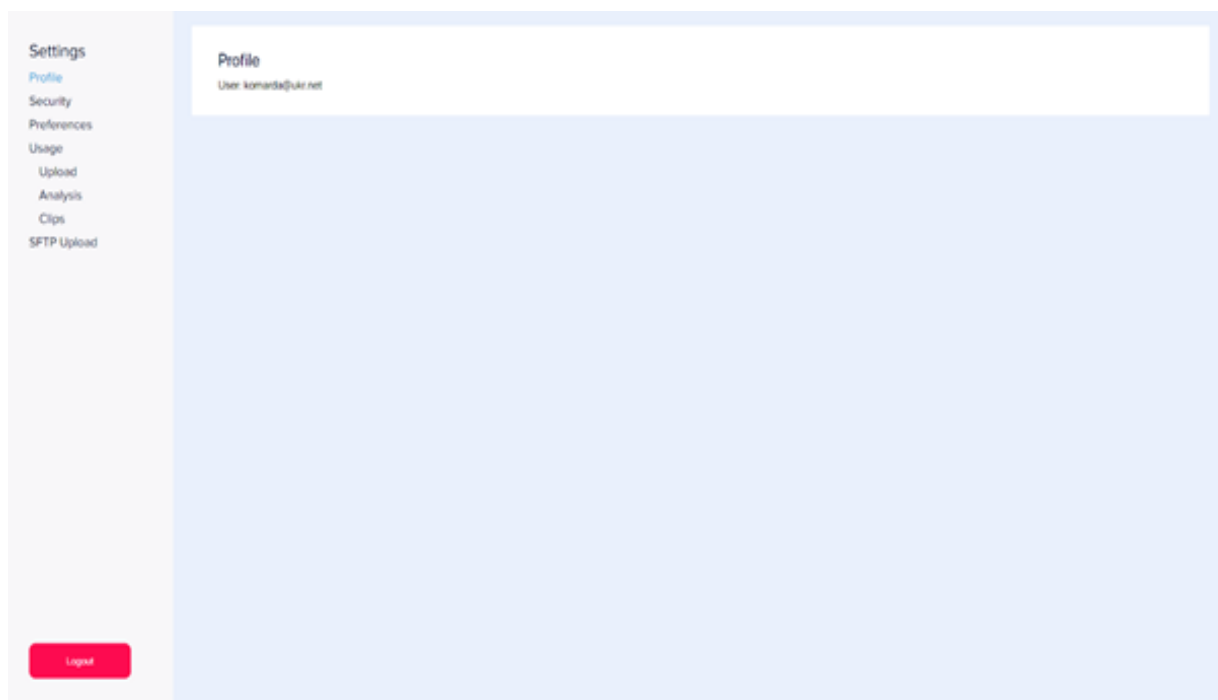 Settings
Profile
Security
Preferences
Usage
Upload
Analysis
Clips
SFTP Upload
Logout
Profile
User: komarda@ukr.net